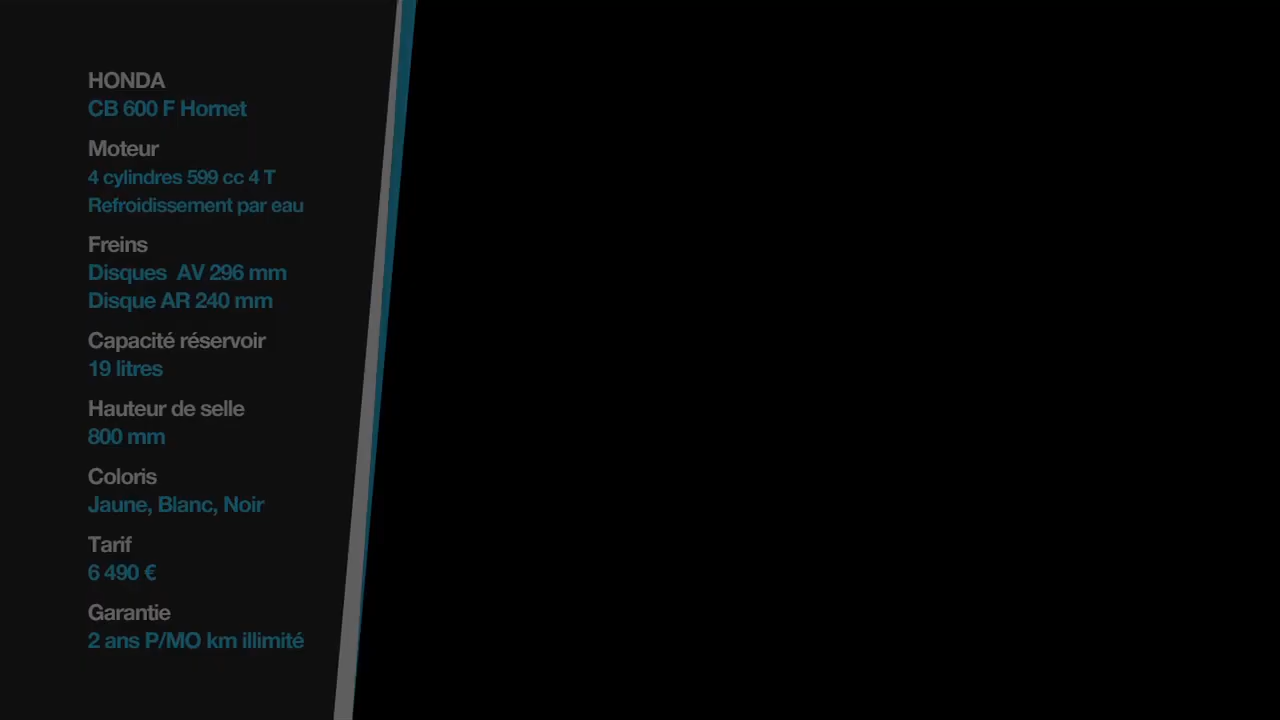 HONDA
CB 600 F Hornet
Moteur
4 cylindres 599 cc 4 T
Refroidissement par eau
Freins
Disques  AV 296 mm
Disque AR 240 mm
Capacité réservoir
19 litres
Hauteur de selle
800 mm
Coloris
Jaune, Blanc, Noir
Tarif
6 490 €
Garantie
2 ans P/MO km illimité